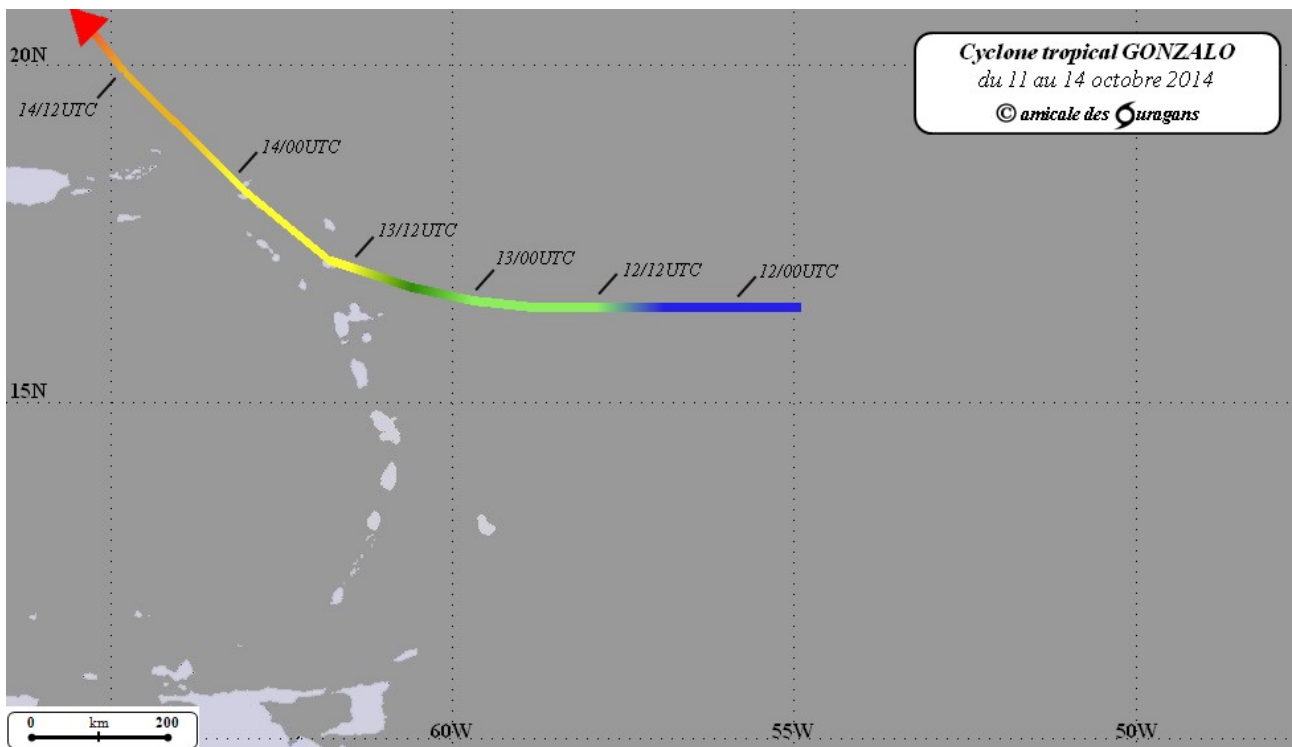 Cyclone tropical GONZALO
du 11 au 14 octobre 2014
© amicale des Ouragans
20N
14/12UTC
14/00UTC
13/12UTC
13/00UTC
12/12UTC
12/00UTC
15N
0 km 200
60W
55W
50W